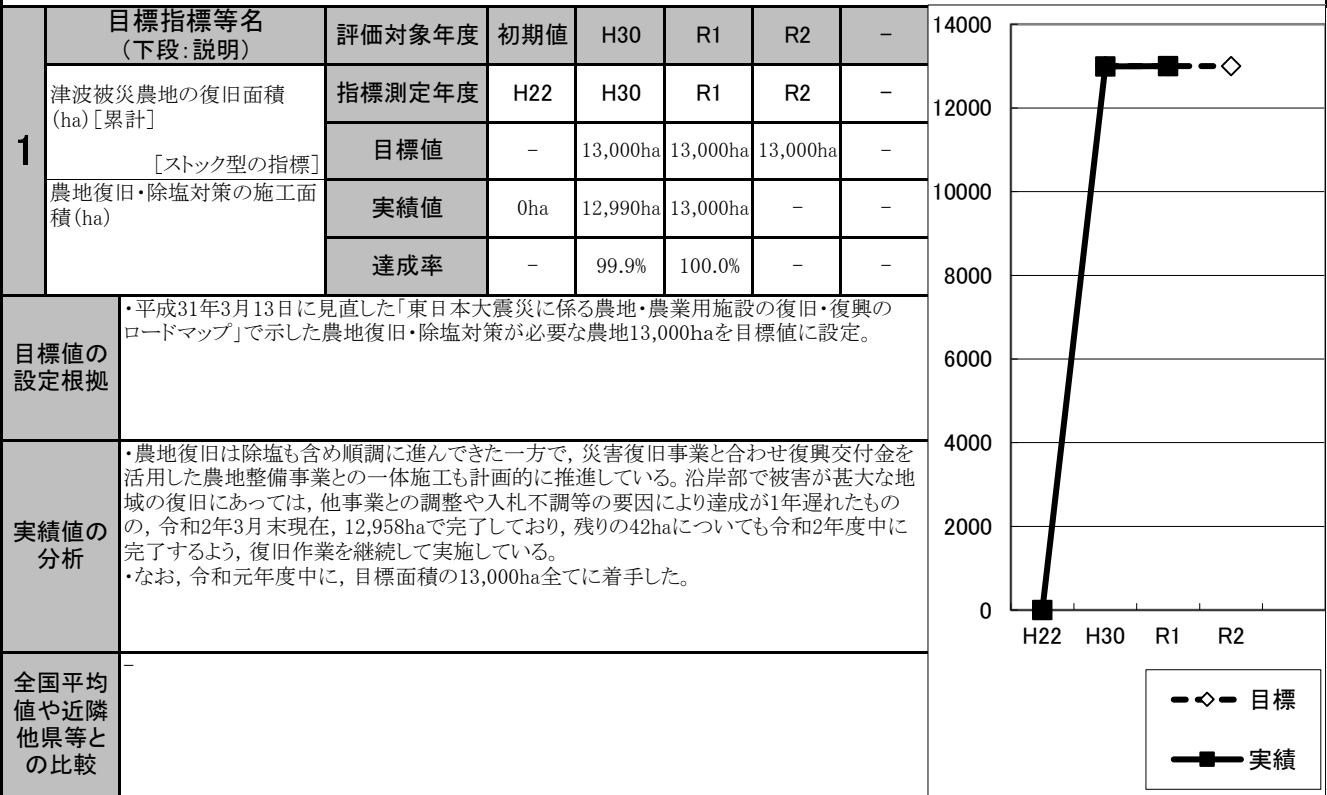 1
目標指標等名
(下段:説明)
評価対象年度 初期値 H30 R1 R2 −
津波被災農地の復旧面積
(ha)[累計]
[ストック型の指標]
指標測定年度 H22 H30 R1 R2 −
目標値 − 13,000ha 13,000ha 13,000ha −
農地復旧・除塩対策の施工面
積(ha)
実績値 0ha 12,990ha 13,000ha − −
達成率 − 99.9% 100.0% − −
目標値の
設定根拠
・平成31年3月13日に見直した「東日本大震災に係る農地・農業用施設の復旧・復興の
ロードマップ」で示した農地復旧・除塩対策が必要な農地13,000haを目標値に設定。
実績値の
分析
・農地復旧は除塩も含め順調に進んできた一方で,災害復旧事業と合わせ復興交付金を
活用した農地整備事業との一体施工も計画的に推進している。沿岸部で被害が甚大な地
域の復旧にあっては,他事業との調整や入札不調等の要因により達成が1年遅れたもの
の,令和2年3月末現在,12,958haで完了しており,残りの42haについても令和2年度中に
完了するよう,復旧作業を継続して実施している。
・なお,令和元年度中に,目標面積の13,000ha全てに着手した。
全国平均
値や近隣
他県等と
の比較
−
14000
12000
10000
8000
6000
4000
2000
0
H22 H30 R1 R2
目標
実績